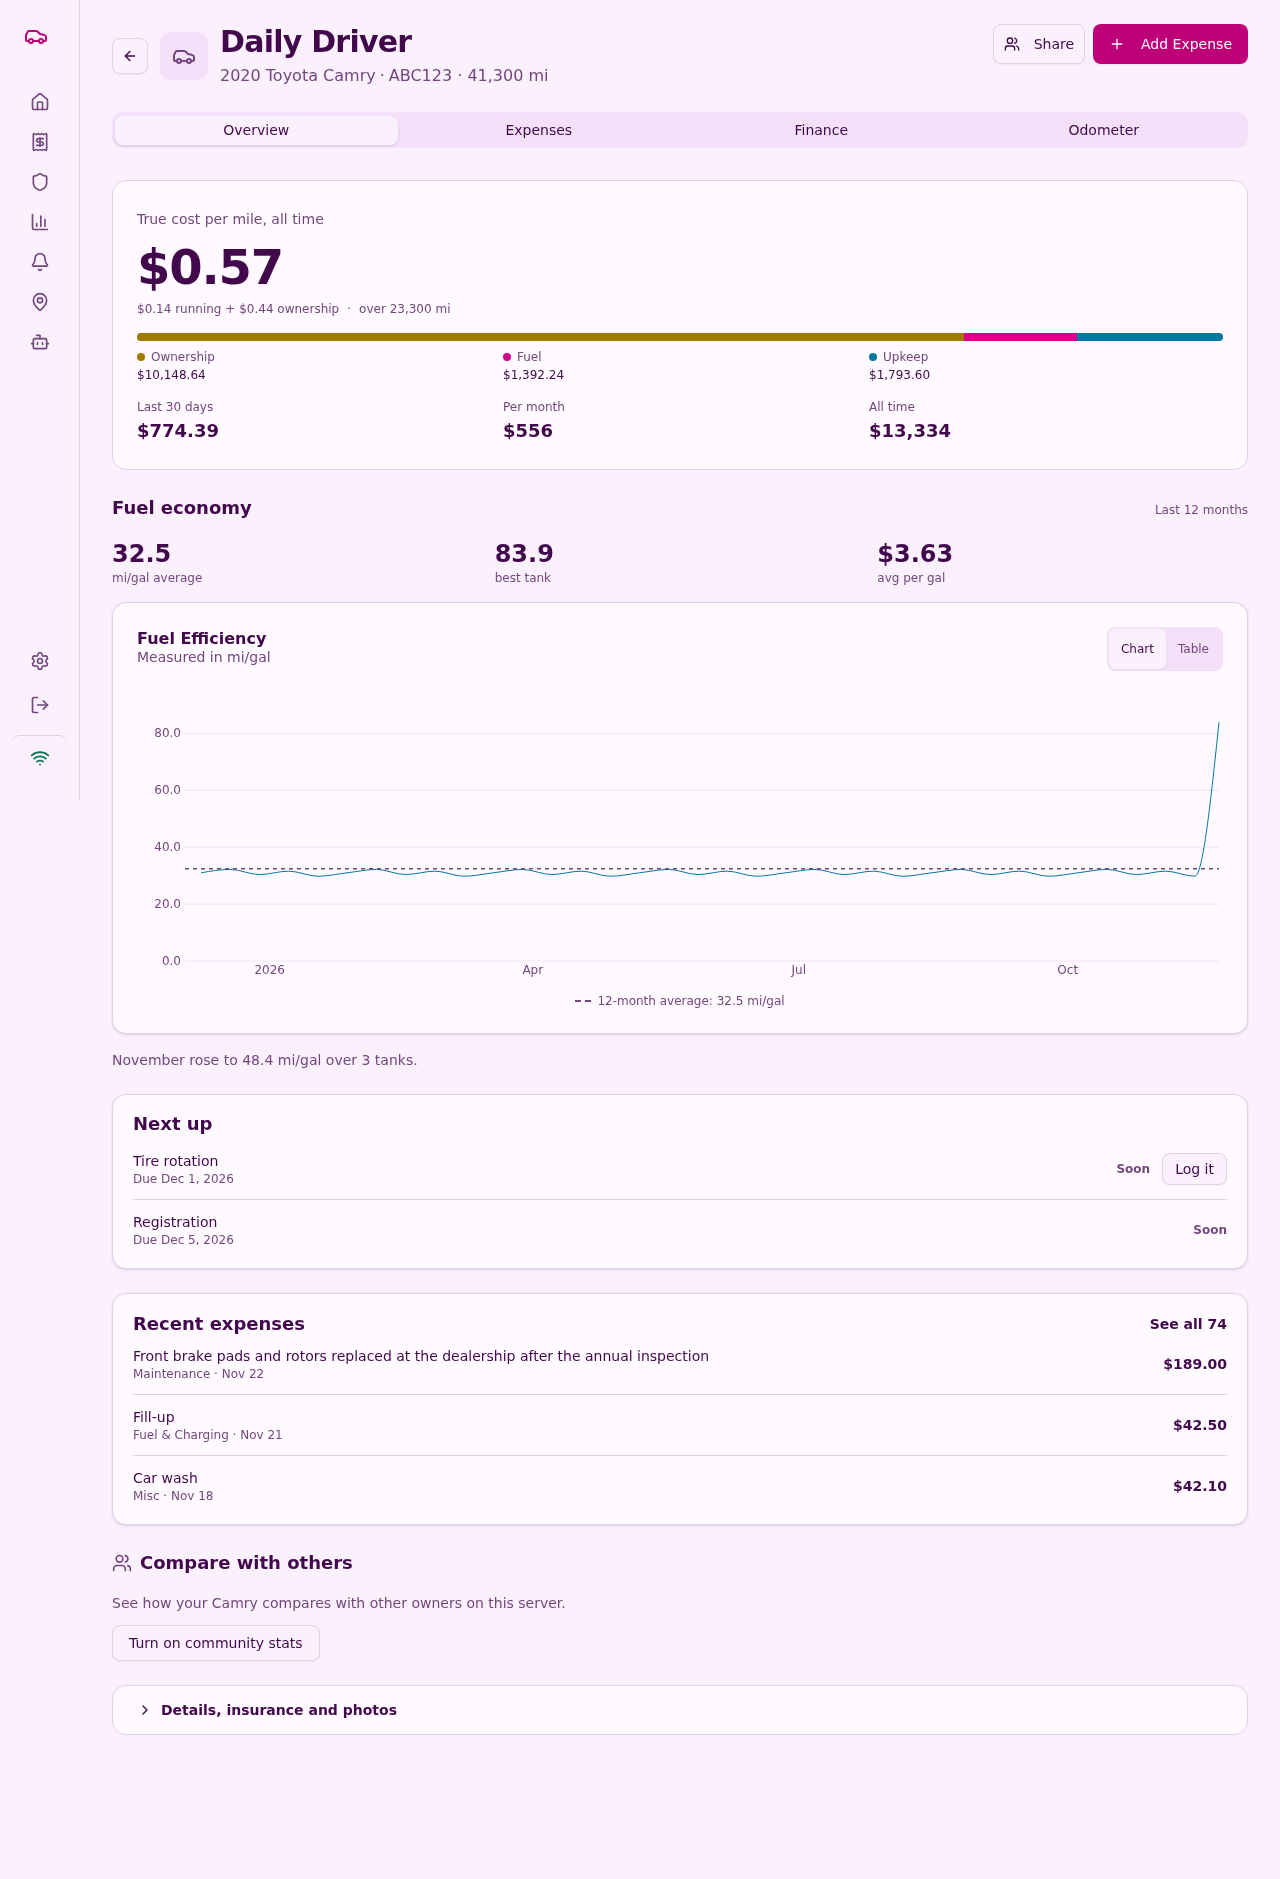 Daily Driver
2020 Toyota Camry · ABC123 · 41,300 mi
Share
Add Expense
Overview
Expenses
Finance
Odometer
True cost per mile, all time
$0.57
$0.14 running + $0.44 ownership · over 23,300 mi
Ownership
Fuel
Upkeep
$10,148.64
$1,392.24
$1,793.60
Last 30 days
Per month
All time
$774.39
$556
$13,334
Fuel economy
Last 12 months
32.5
83.9
$3.63
mi/gal average
best tank
avg per gal
Fuel Efficiency
Measured in mi/gal
Chart
Table
80.0
60.0
40.0
20.0
0.0
2026
Apr
Jul
Oct
12-month average: 32.5 mi/gal
November rose to 48.4 mi/gal over 3 tanks.
Next up
Tire rotation
Due Dec 1, 2026
Soon
Log it
Registration
Due Dec 5, 2026
Soon
Recent expenses
See all 74
Front brake pads and rotors replaced at the dealership after the annual inspection
Maintenance · Nov 22
$189.00
Fill-up
Fuel & Charging · Nov 21
$42.50
Car wash
Misc · Nov 18
$42.10
Compare with others
See how your Camry compares with other owners on this server.
Turn on community stats
Details, insurance and photos